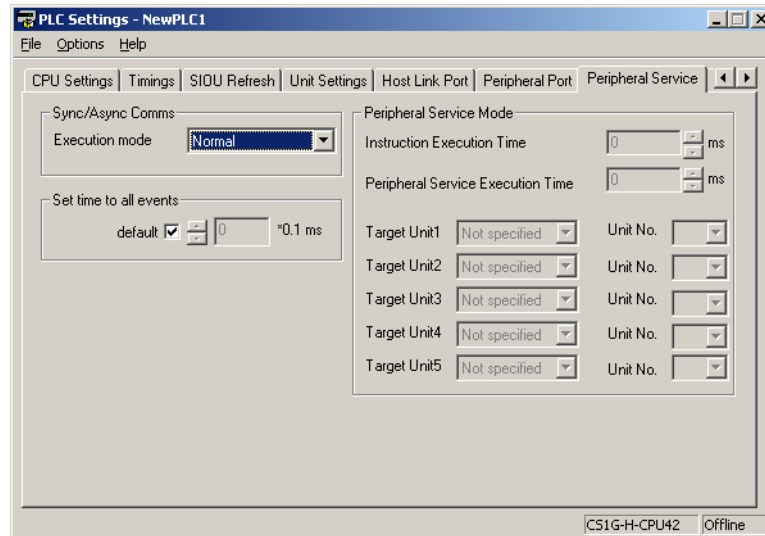 PLC Settings - NewPLC1
File Options Help
CPU Settings Timings SIOU Refresh Unit Settings Host Link Port Peripheral Port Peripheral Service
Sync/Async Comms
Execution mode Normal
Set time to all events
default 0 *0.1 ms
Peripheral Service Mode
Instruction Execution Time 0 ms
Peripheral Service Execution Time 0 ms
Target Unit1 Not specified Unit No.
Target Unit2 Not specified Unit No.
Target Unit3 Not specified Unit No.
Target Unit4 Not specified Unit No.
Target Unit5 Not specified Unit No.
CS1G-H-CPU42 Offline